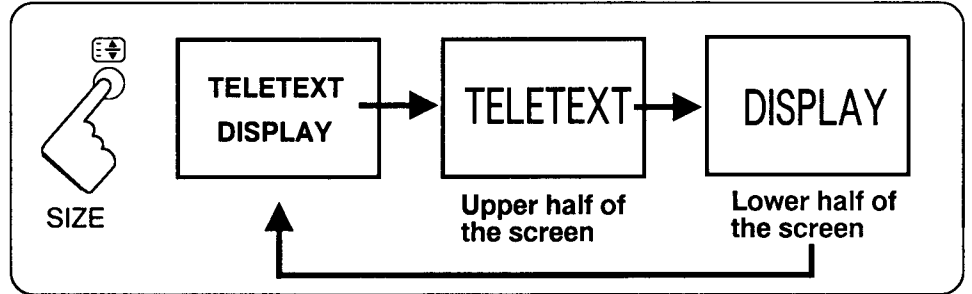 TELETEXT
DISPLAY
TELETEXT
DISPLAY
SIZE
Upper half of
the screen
Lower half of
the screen